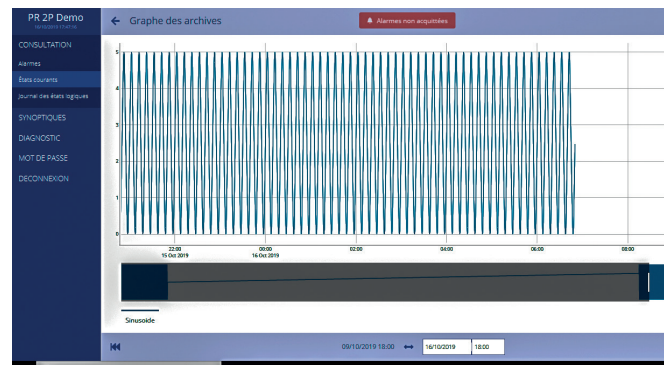 PR 2P Demo
Graphe des archives
Alarmes non acquittées
CONSULTATION
Alarmes
États courants
Journal des états logiques
SYNOPTIQUES
DIAGNOSTIC
MOT DE PASSE
DECONNEXION
5
4
3
2
1
0
22:00 00:00 02:00 04:00 06:00 08:00
15 Oct 2019 16 Oct 2019
Sinusoide
09/10/2019 18:00 16/10/2019 18:00